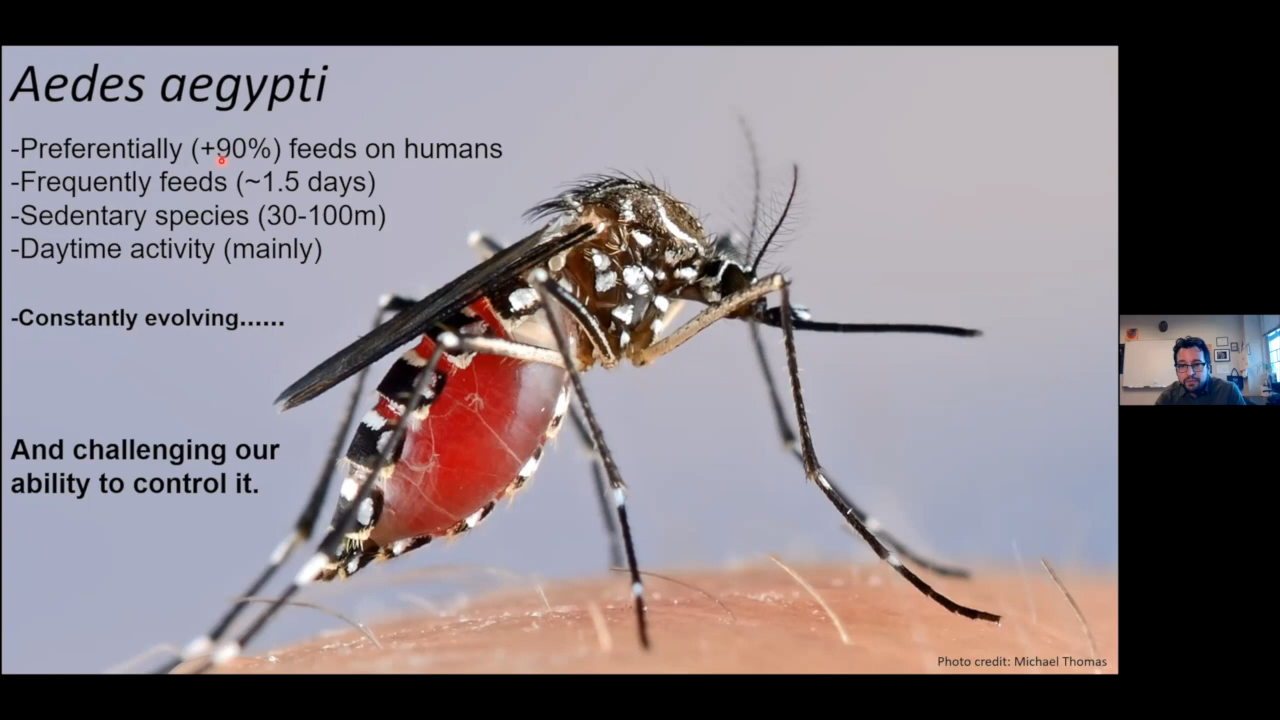 Aedes aegypti
-Preferentially (+90%) feeds on humans
-Frequently feeds (~1.5 days)
-Sedentary species (30-100m)
-Daytime activity (mainly)
-Constantly evolving......
And challenging our
ability to control it.
Photo credit: Michael Thomas